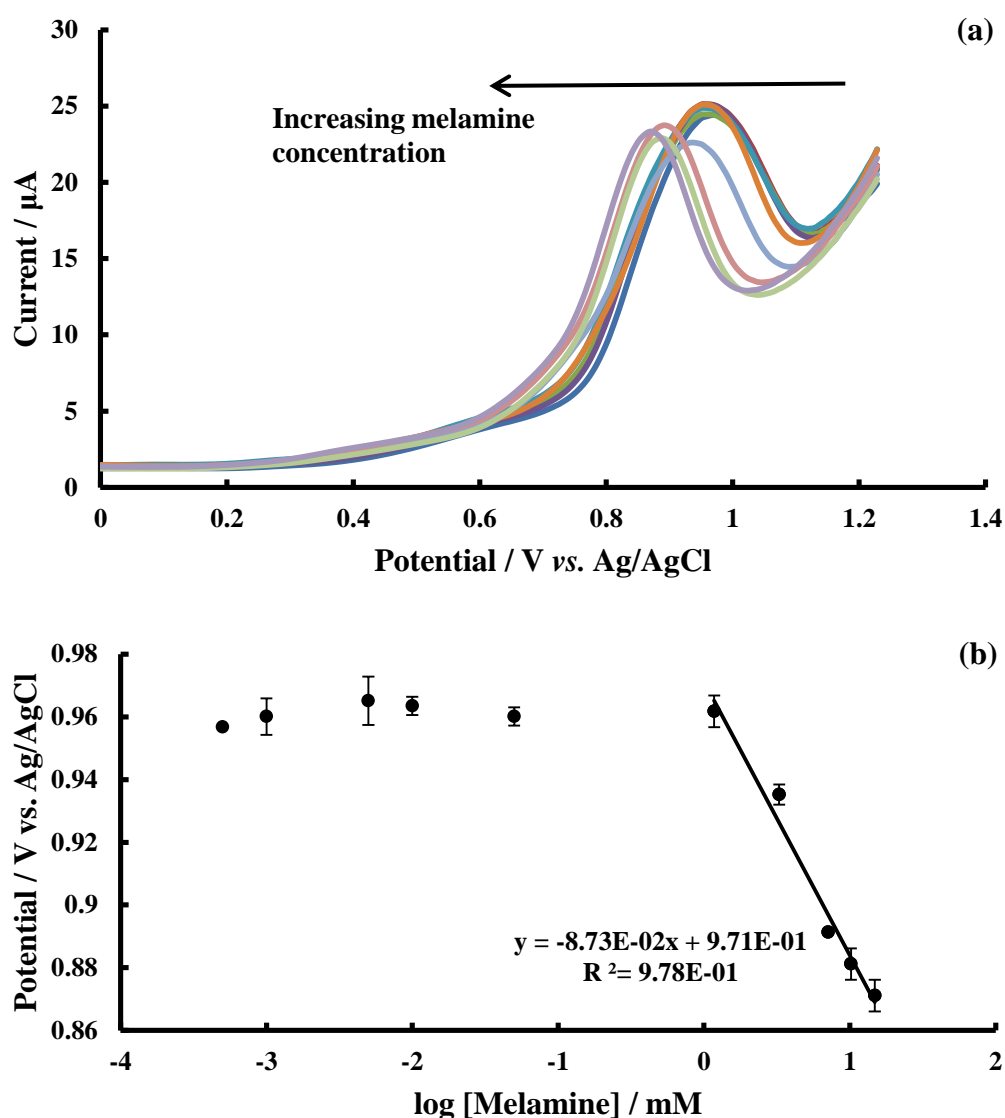 (a)
30
25
20
15
10
5
0
Current / µA
Increasing melamine
concentration
0 0.2 0.4 0.6 0.8 1 1.2 1.4
Potential / V vs. Ag/AgCl
(b)
0.98
0.96
0.94
0.92
0.9
0.88
0.86
Potential / V vs. Ag/AgCl
y = -8.73E-02x + 9.71E-01
R ²= 9.78E-01
-4 -3 -2 -1 0 1 2
log [Melamine] / mM